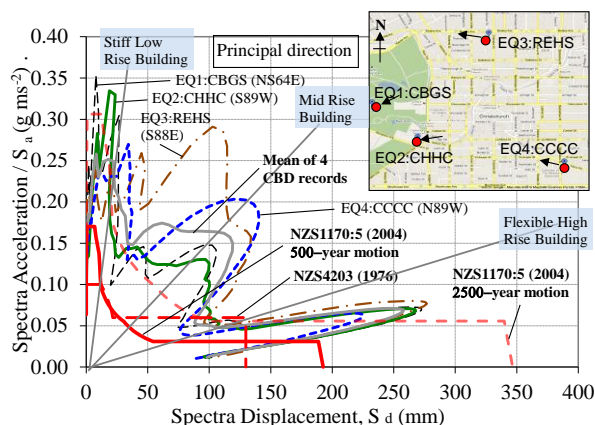 Spectra Acceleration / S a (g ms-2) .
0.40
0.35
0.30
0.25
0.20
0.15
0.10
0.05
0.00
Stiff Low
Rise Building
Principal direction
EQ1:CBGS (NS64E)
EQ2:CHHC (S89W)
EQ3:REHS
(S88E)
Mid Rise
Building
Mean of 4
CBD records
EQ4:CCCC (N89W)
NZS1170:5 (2004)
500–year motion
NZS4203 (1976)
Flexible High
Rise Building
NZS1170:5 (2004)
2500–year motion
N
EQ3:REHS
EQ1:CBGS
EQ2:CHHC
EQ4:CCCC
0 50 100 150 200 250 300 350 400
Spectra Displacement, S d (mm)